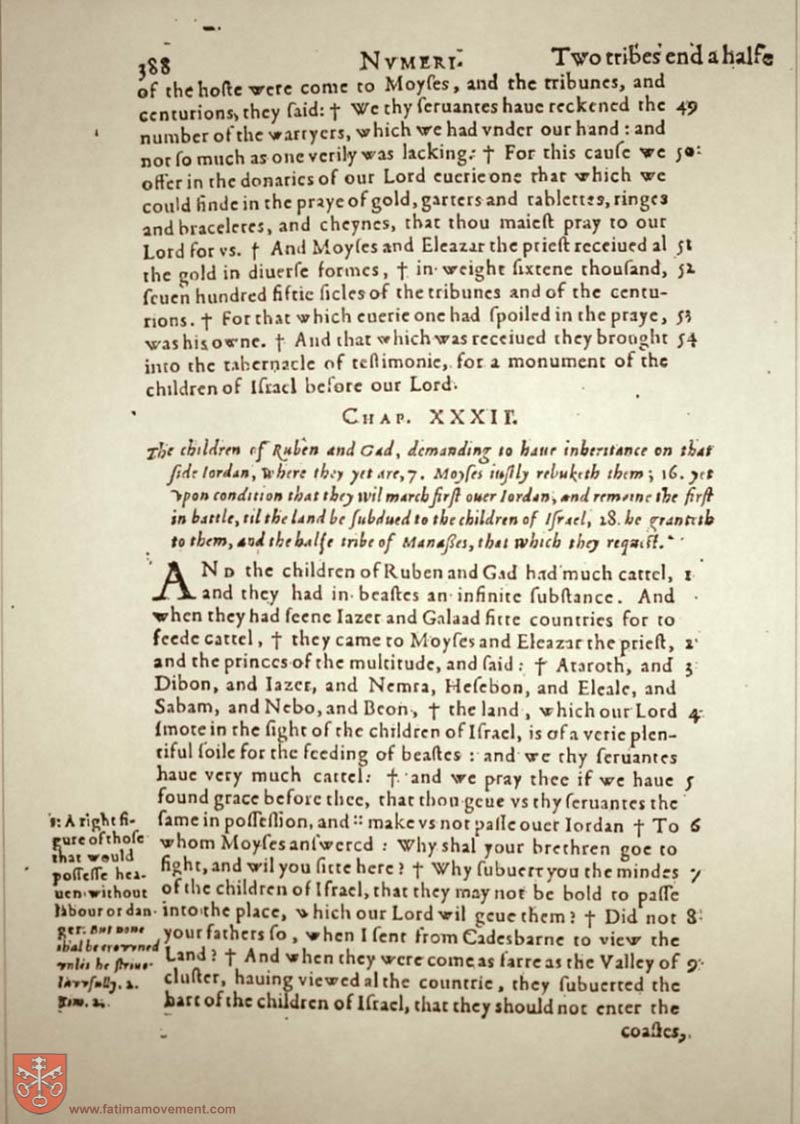 388 NVMERI. Two tribes end a halfe
of the hoſte were come to Moyſes, and the tribunes, and
centurions, they ſaid: † We thy ſeruantes haue reckened the 49
number of the warryers, which we had vnder our hand : and
not ſo much as one verily was lacking: † For this cauſe we 50
offer in the donaries of our Lord euerie one that which we
could finde in the praye of gold, garters and tablettes, ringes
and braceletes, and cheynes, that thou maieſt pray to our
Lord for vs. † And Moyſes and Eleazar the prieſt receiued al 51
the gold in diuerſe formes, † in weight ſixtene thouſand, 52
ſeuen hundred fiftie ſicles of the tribunes and of the centu-
rions. † For that which euerie one had ſpoiled in the praye, 53
was his owne. † And that which was receiued they brought 54
into the tabernacle of teſtimonie, for a monument of the
children of Iſrael before our Lord.
CHAP. XXXII.
The children of Ruben and Gad, demanding to haue inheritance on that
ſide Iordan, where they yet are, 7. Moyſes iuſtly rebuketh them; 16. yet
vpon condition that they wil march firſt ouer Iordan, and remaine the firſt
in battle, til the land be ſubdued to the children of Iſrael, 28. he granteth
to them, and the halfe tribe of Manaſſes, that which they requeſt.
AND the children of Ruben and Gad had much cattel, 1
and they had in beaſtes an infinite ſubſtance. And
when they had ſeene Iazer and Galaad fitte countries for to
feede cattel, † they came to Moyſes and Eleazar the prieſt, 2
and the princes of the multitude, and ſaid: † Ataroth, and 3
Dibon, and Iazer, and Nemra, Heſebon, and Eleale, and
Sabam, and Nebo, and Beon, † the land, which our Lord 4
ſmote in the ſight of the children of Iſrael, is of a verie plen-
tiful ſoile for the feeding of beaſtes : and we thy ſeruantes
haue very much cattel: † and we pray thee if we haue 5
found grace before thee, that thou geue vs thy ſeruantes the
ſame in poſſeſſion, and :: make vs not paſſe ouer Iordan † To 6
whom Moyſes anſwered : Why shal your brethren goe to
fight, and wil you ſitte here? † Why ſubuert you the mindes 7
of the children of Iſrael, that they may not be bold to paſſe
into the place, which our Lord wil geue them? † Did not 8
your fathers ſo, when I ſent from Cadesbarne to view the
Land? † And when they were come as farre as the Valley of 9
cluſter, hauing viewed al the countrie, they ſubuerted the
hart of the children of Iſrael, that they should not enter the
coaſtes,
:: A right fi-
gure of thoſe
that would
poſſeſſe hea-
uen without
labour or dan-
ger. But none
shal be crowned
vnles he ſtriue
lawfully. 2.
Tim. 2.
www.fatimamovement.com